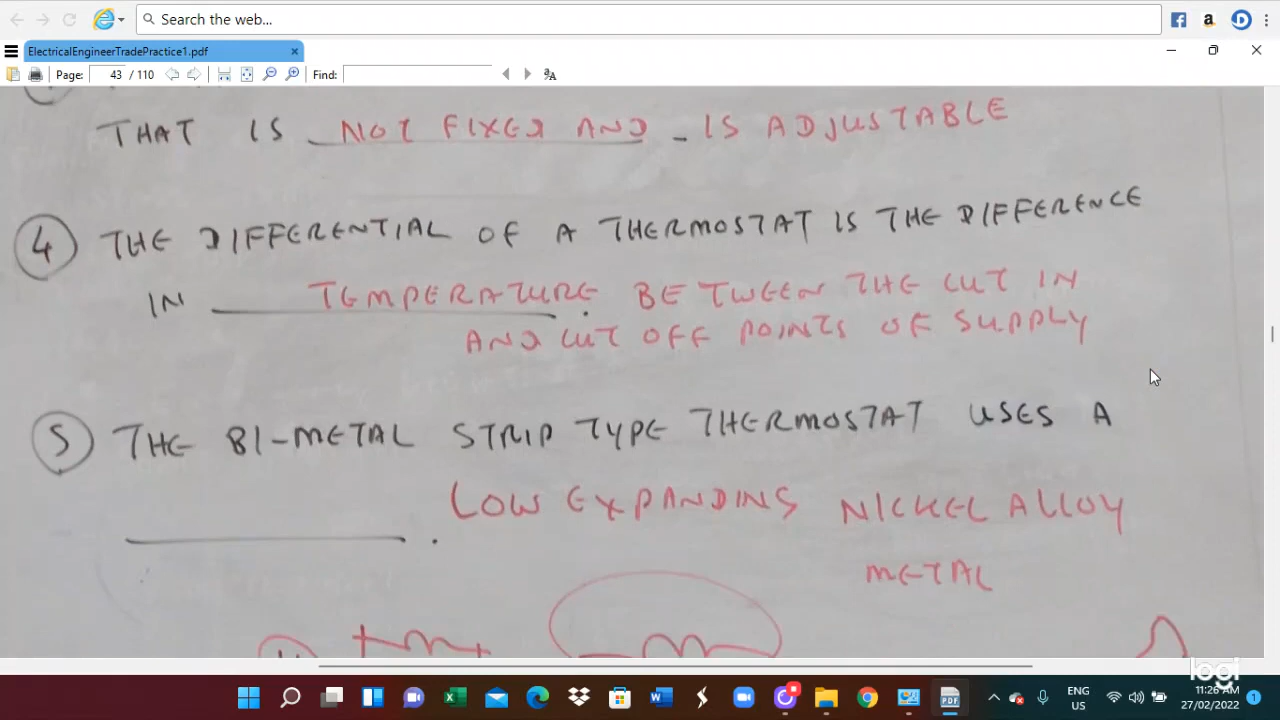 Search the web...
ElectricalEngineerTradePractice1.pdf
Page: 43 / 110 Find:
THAT IS NOT FIXED AND IS ADJUSTABLE
4 THE DIFFERENTIAL OF A THERMOSTAT IS THE DIFFERENCE
IN TEMPERATURE. BETWEEN THE CUT IN
AND CUT OFF POINTS OF SUPPLY
5 THE BI-METAL STRIP TYPE THERMOSTAT USES A
LOW EXPANDING NICKEL ALLOY
METAL
logi
ENG
US
11:26 AM
27/02/2022